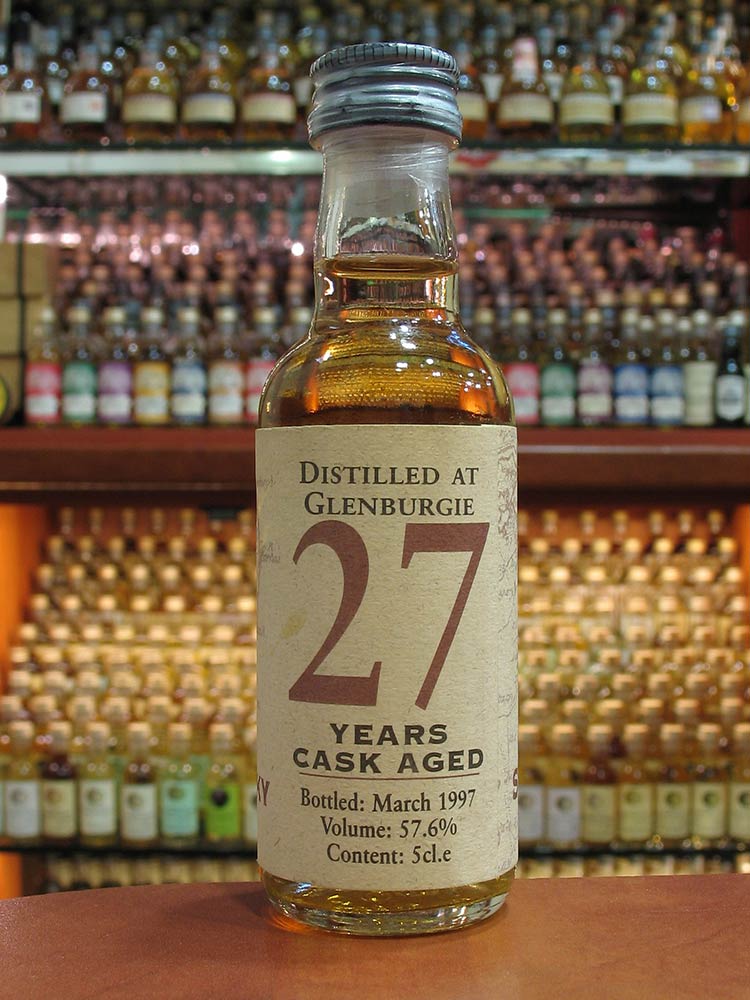 DISTILLED AT
GLENBURGIE
27
YEARS
CASK AGED
Bottled: March 1997
Volume: 57.6%
Content: 5cl.e